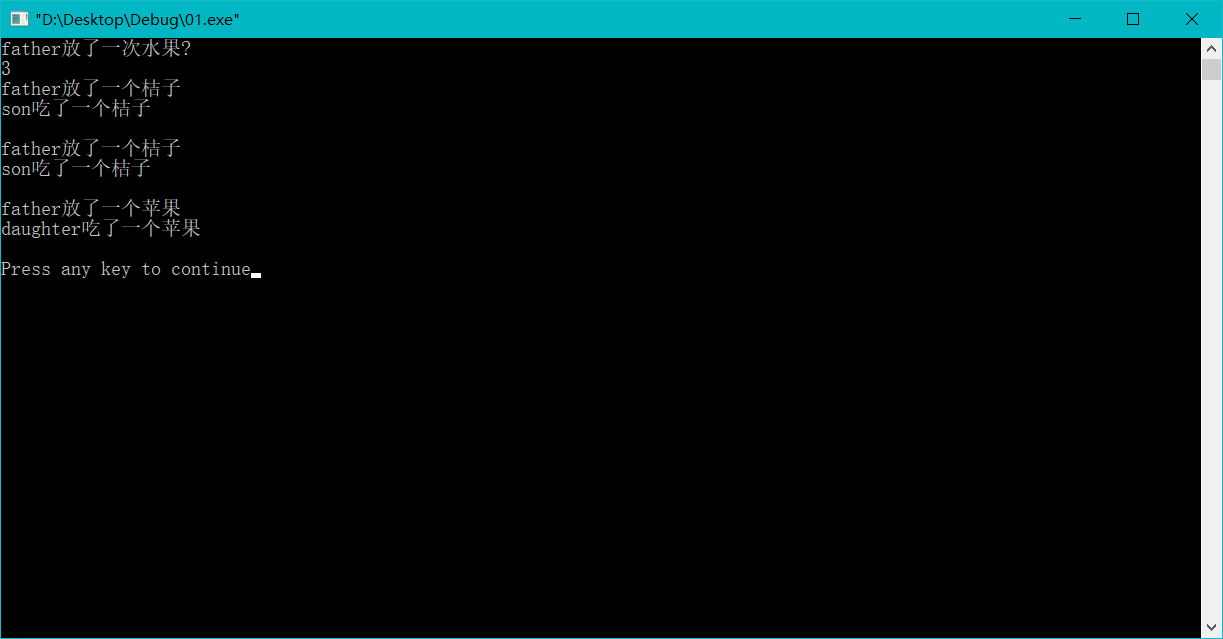 "D:\Desktop\Debug\01.exe"
father放了一次水果?
3
father放了一个桔子
son吃了一个桔子
father放了一个桔子
son吃了一个桔子
father放了一个苹果
daughter吃了一个苹果
Press any key to continue